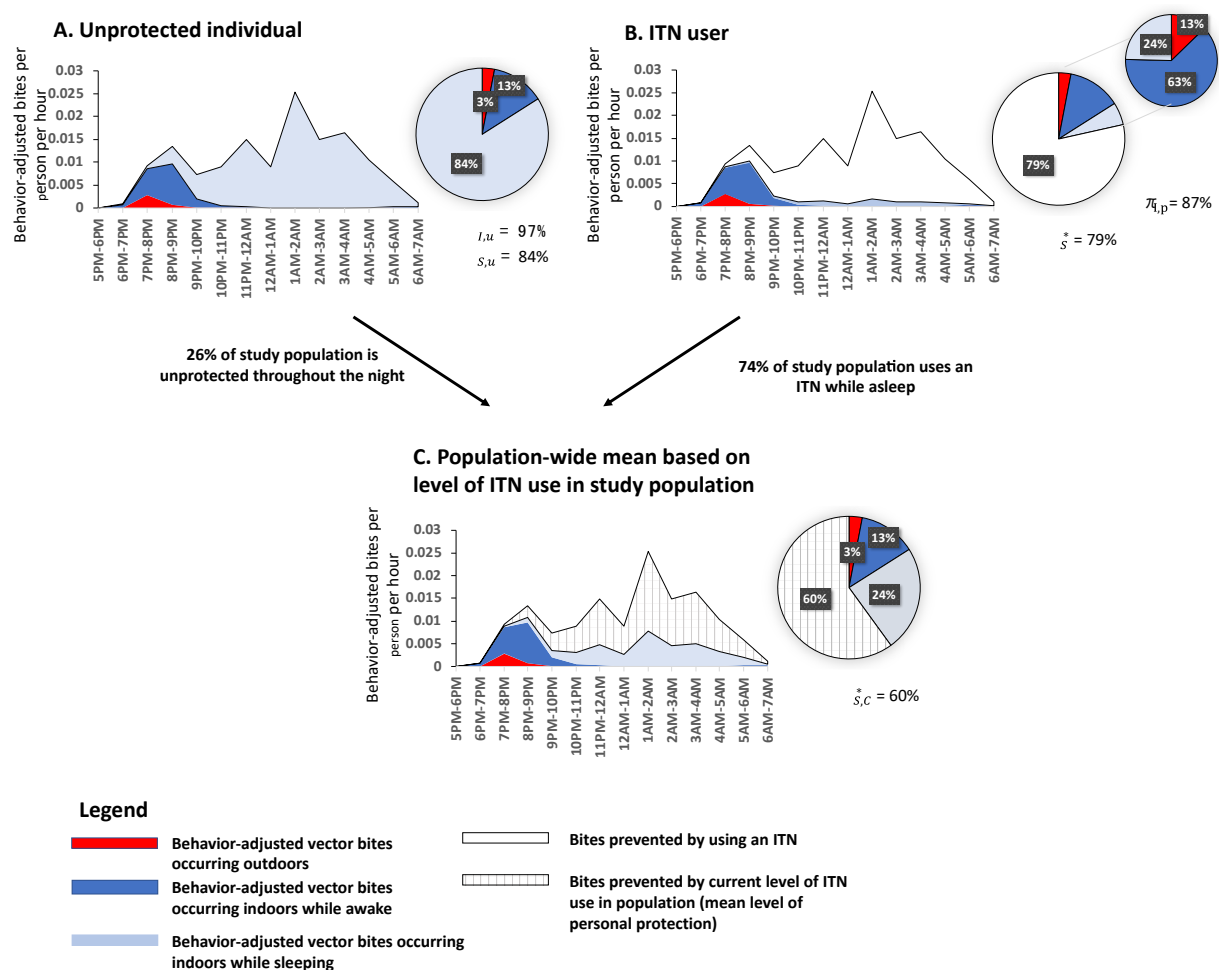 A. Unprotected individual
Behavior-adjusted bites per
person per hour
0.03
0.025
0.02
0.015
0.01
0.005
0
5PM-6PM
6PM-7PM
7PM-8PM
8PM-9PM
9PM-10PM
10PM-11PM
11PM-12AM
12AM-1AM
1AM-2AM
2AM-3AM
3AM-4AM
4AM-5AM
5AM-6AM
6AM-7AM
3%
13%
84%
I,u = 97%
S,u = 84%
B. ITN user
Behavior-adjusted bites per
person per hour
0.03
0.025
0.02
0.015
0.01
0.005
0
5PM-6PM
6PM-7PM
7PM-8PM
8PM-9PM
9PM-10PM
10PM-11PM
11PM-12AM
12AM-1AM
1AM-2AM
2AM-3AM
3AM-4AM
4AM-5AM
5AM-6AM
6AM-7AM
79%
13%
24%
63%
πI,p = 87%
*S = 79%
26% of study population is
unprotected throughout the night
74% of study population uses an
ITN while asleep
C. Population-wide mean based on
level of ITN use in study population
Behavior-adjusted bites per
person per hour
0.03
0.025
0.02
0.015
0.01
0.005
0
5PM-6PM
6PM-7PM
7PM-8PM
8PM-9PM
9PM-10PM
10PM-11PM
11PM-12AM
12AM-1AM
1AM-2AM
2AM-3AM
3AM-4AM
4AM-5AM
5AM-6AM
6AM-7AM
3%
13%
24%
60%
*S,C = 60%
Legend
Behavior-adjusted vector bites
occurring outdoors
Behavior-adjusted vector bites
occurring indoors while awake
Behavior-adjusted vector bites occurring
indoors while sleeping
Bites prevented by using an ITN
Bites prevented by current level of ITN
use in population (mean level of
personal protection)